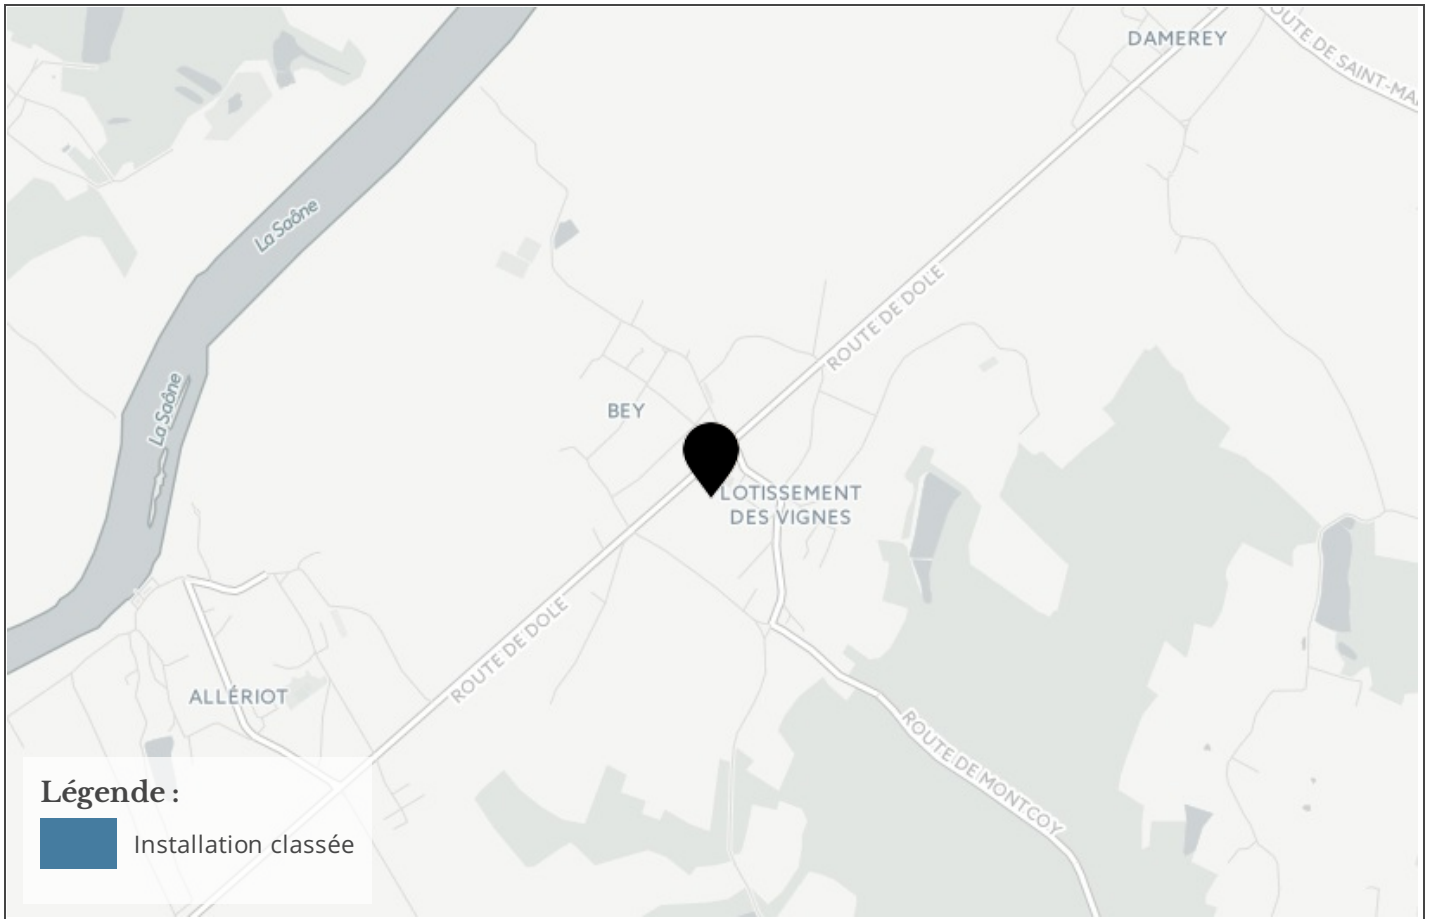 DAMEREY
OUTE DE SAINT-MA
La Saône
ROUTE DE DOLE
La Saône
BEY
LOTISSEMENT
DES VIGNES
ROUTE DE DOLE
ALLÉRIOT
ROUTE DE MONTCOY
Légende :
Installation classée